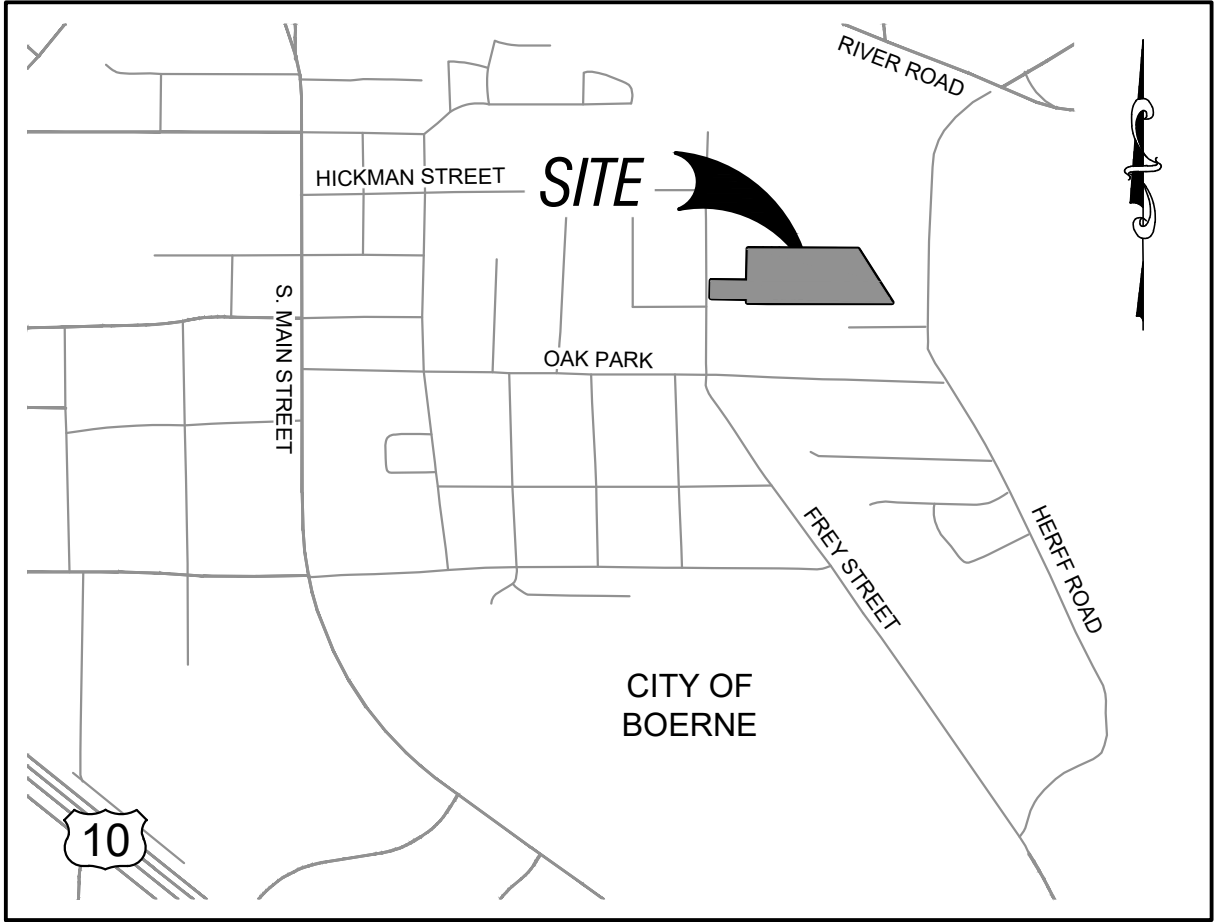 RIVER ROAD
HICKMAN STREET
SITE
S. MAIN STREET
OAK PARK
FREY STREET
HERFF ROAD
CITY OF
BOERNE
10